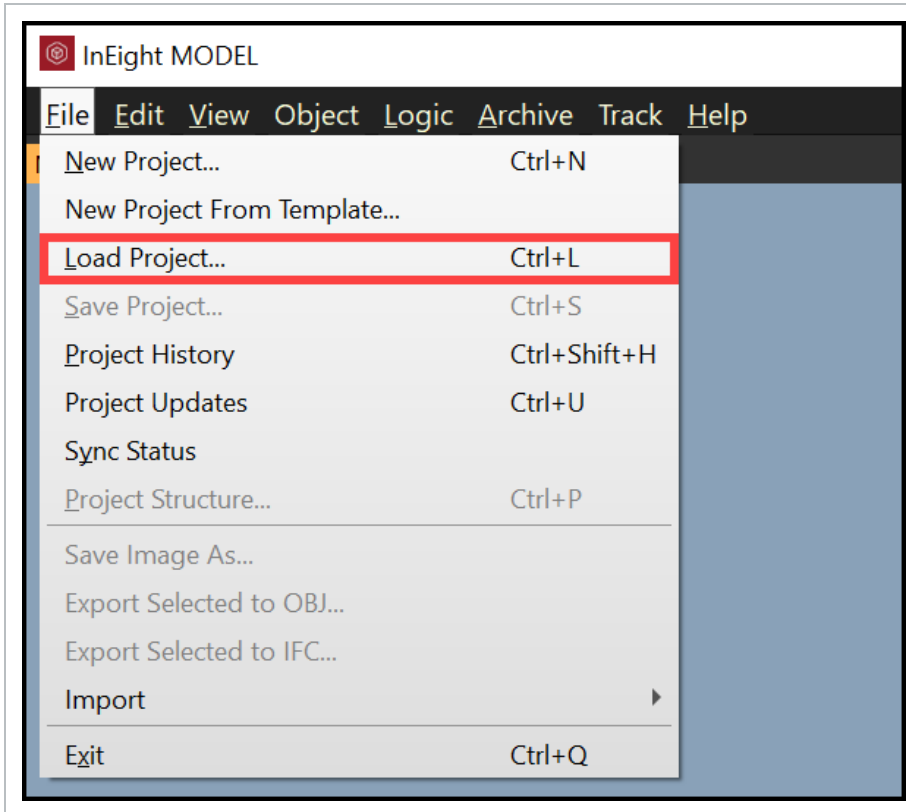 InEight MODEL
File Edit View Object Logic Archive Track Help
New Project... Ctrl+N
New Project From Template...
Load Project... Ctrl+L
Save Project... Ctrl+S
Project History Ctrl+Shift+H
Project Updates Ctrl+U
Sync Status
Project Structure... Ctrl+P
Save Image As...
Export Selected to OBJ...
Export Selected to IFC...
Import
Exit Ctrl+Q